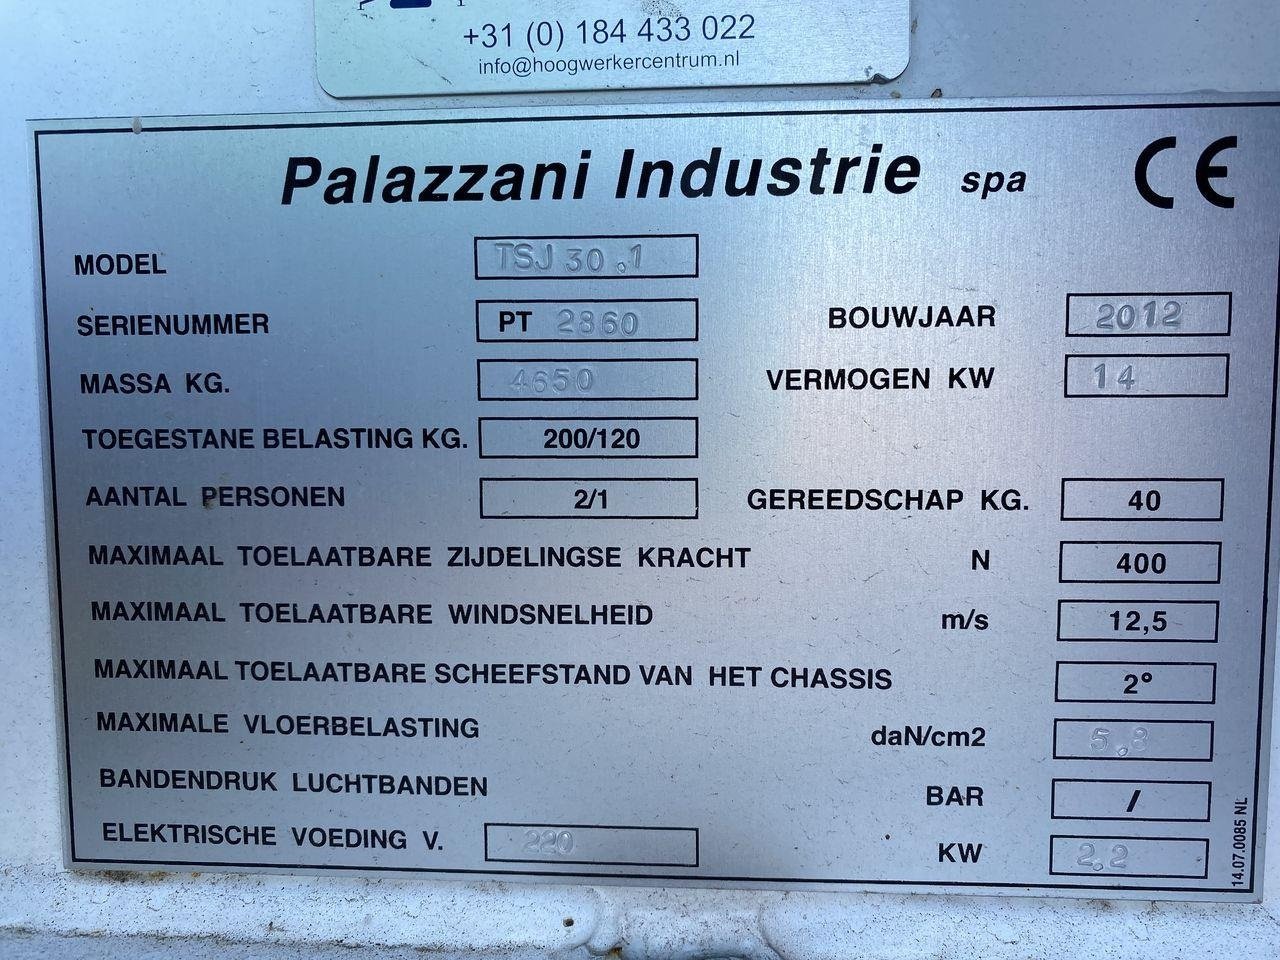 +31 (0) 184 433 022
info@hoogwerkercentrum.nl
Palazzani Industrie spa CE
MODEL TSJ 30.1
SERIENUMMER PT 2860 BOUWJAAR 2012
MASSA KG. 4650 VERMOGEN KW 14
TOEGESTANE BELASTING KG. 200/120
AANTAL PERSONEN 2/1 GEREEDSCHAP KG. 40
MAXIMAAL TOELAATBARE ZIJDELINGSE KRACHT N 400
MAXIMAAL TOELAATBARE WINDSNELHEID m/s 12,5
MAXIMAAL TOELAATBARE SCHEEFSTAND VAN HET CHASSIS 2°
MAXIMALE VLOERBELASTING daN/cm2 5.8
BANDENDRUK LUCHTBANDEN BAR /
ELEKTRISCHE VOEDING V. 220 KW 2.2
14.07.0085 NL